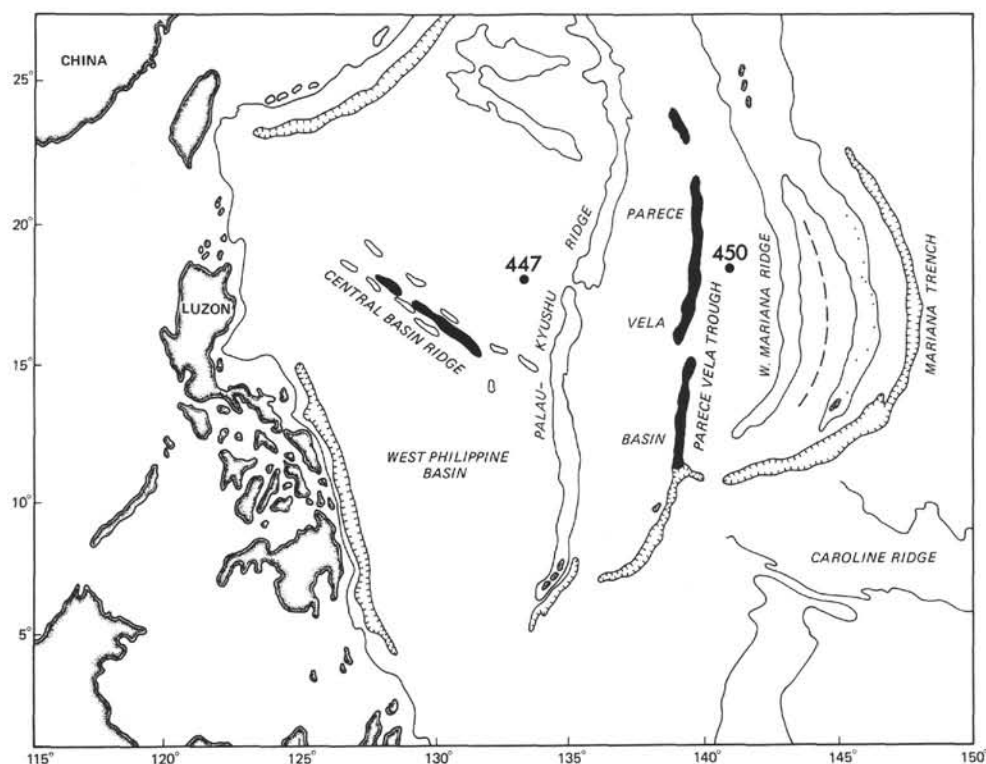 CHINA
25°
20°
15°
10°
5°
LUZON
CENTRAL BASIN RIDGE
447
PALAU-KYUSHU RIDGE
WEST PHILIPPINE
BASIN
PARECE
VELA
BASIN
PARECE VELA TROUGH
450
W. MARIANA RIDGE
MARIANA TRENCH
CAROLINE RIDGE
115° 120° 125° 130° 135° 140° 145° 150°